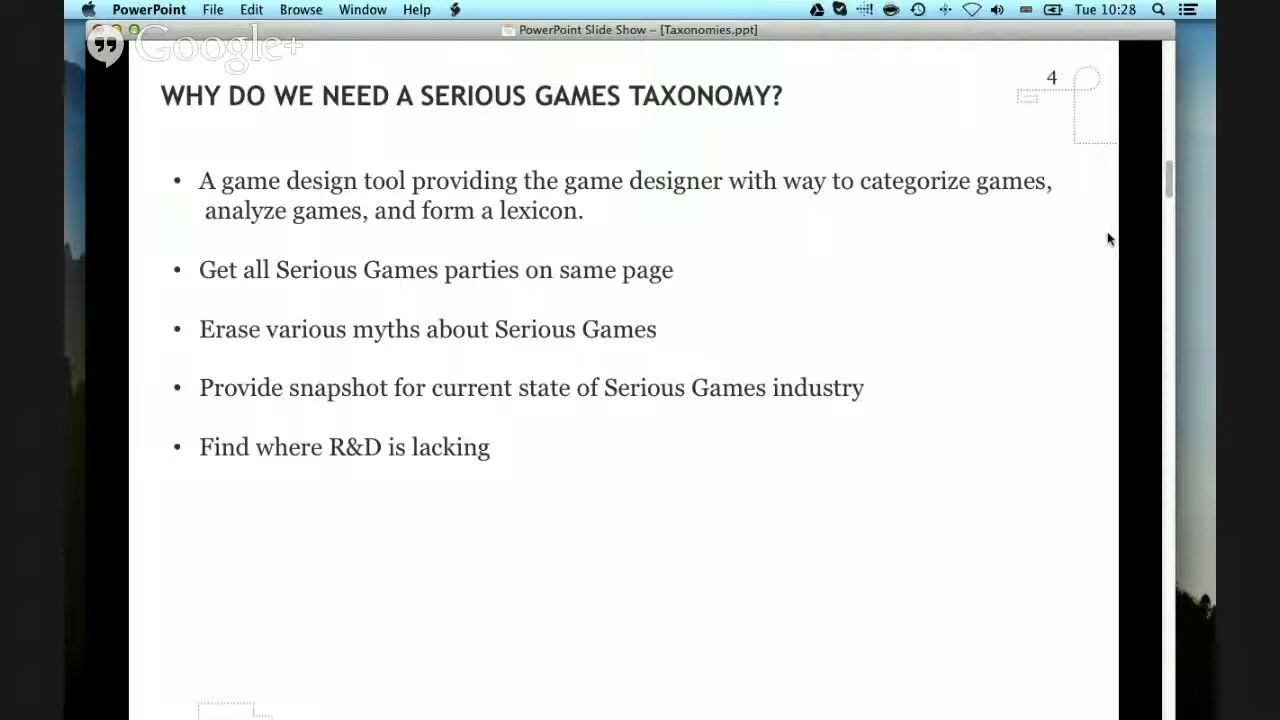 PowerPoint File Edit Browse Window Help Tue 10:28
PowerPoint Slide Show – [Taxonomies.ppt]
Google+
4
WHY DO WE NEED A SERIOUS GAMES TAXONOMY?
• A game design tool providing the game designer with way to categorize games,
analyze games, and form a lexicon.
• Get all Serious Games parties on same page
• Erase various myths about Serious Games
• Provide snapshot for current state of Serious Games industry
• Find where R&D is lacking